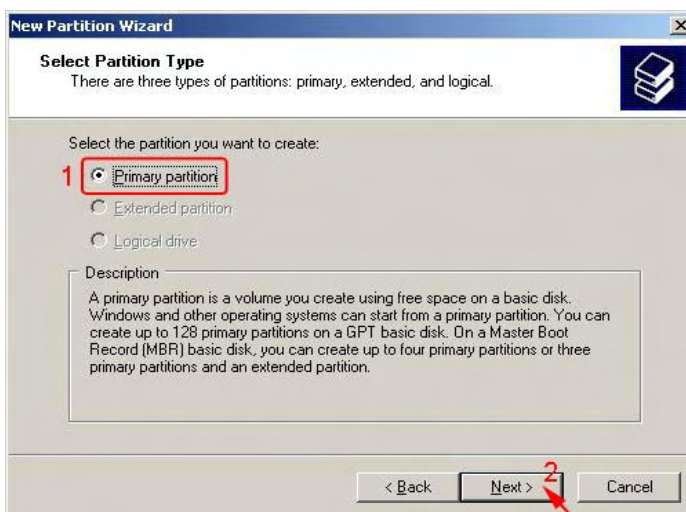 New Partition Wizard
Select Partition Type
There are three types of partitions: primary, extended, and logical.
Select the partition you want to create:
1
Primary partition
Extended partition
Logical drive
Description
A primary partition is a volume you create using free space on a basic disk.
Windows and other operating systems can start from a primary partition. You can
create up to 128 primary partitions on a GPT basic disk. On a Master Boot
Record (MBR) basic disk, you can create up to four primary partitions or three
primary partitions and an extended partition.
2
< Back
Next >
Cancel